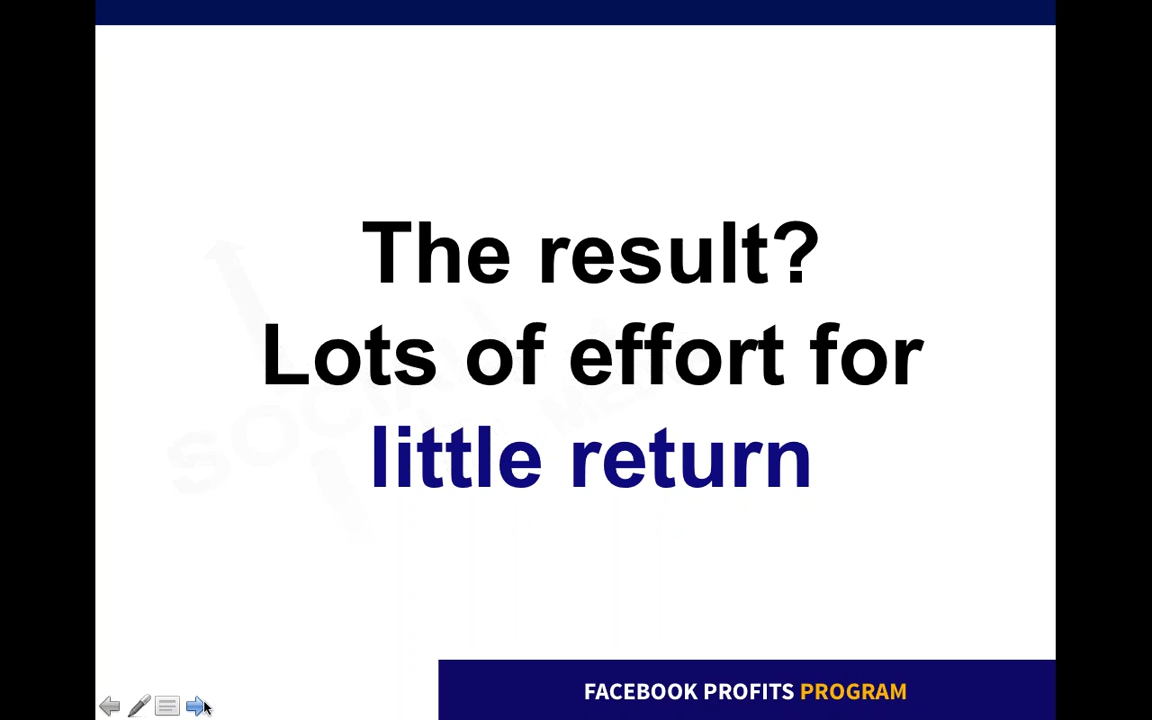 The result?
Lots of effort for
little return
FACEBOOK PROFITS PROGRAM